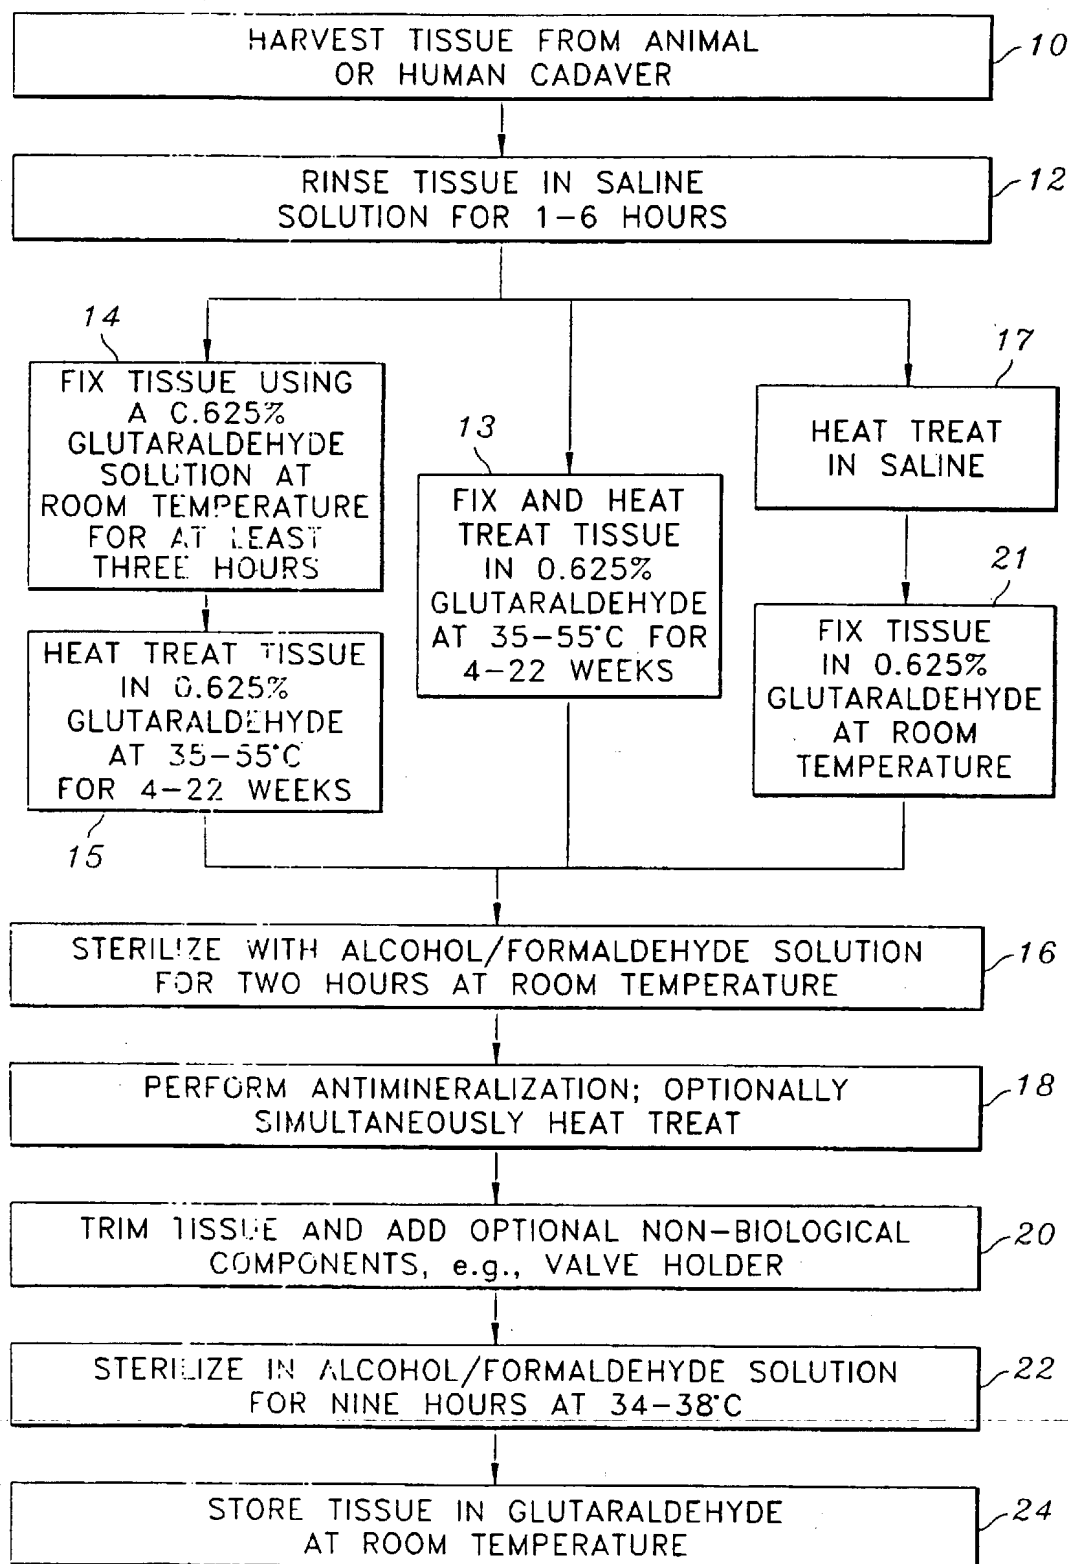 HARVEST TISSUE FROM ANIMAL
OR HUMAN CADAVER
10
RINSE TISSUE IN SALINE
SOLUTION FOR 1-6 HOURS
12
14
FIX TISSUE USING
A C.625%
GLUTARALDEHYDE
SOLUTION AT
ROOM TEMPERATURE
FOR AT LEAST
THREE HOURS
HEAT TREAT TISSUE
IN 0.625%
GLUTARALDEHYDE
AT 35-55°C
FOR 4-22 WEEKS
15
13
FIX AND HEAT
TREAT TISSUE
IN 0.625%
GLUTARALDEHYDE
AT 35-55°C FOR
4-22 WEEKS
17
HEAT TREAT
IN SALINE
21
FIX TISSUE
IN 0.625%
GLUTARALDEHYDE
AT ROOM
TEMPERATURE
STERILIZE WITH ALCOHOL/FORMALDEHYDE SOLUTION
FOR TWO HOURS AT ROOM TEMPERATURE
16
PERFORM ANTIMINERALIZATION; OPTIONALLY
SIMULTANEOUSLY HEAT TREAT
18
TRIM TISSUE AND ADD OPTIONAL NON-BIOLOGICAL
COMPONENTS, e.g., VALVE HOLDER
20
STERILIZE IN ALCOHOL/FORMALDEHYDE SOLUTION
FOR NINE HOURS AT 34-38°C
22
STORE TISSUE IN GLUTARALDEHYDE
AT ROOM TEMPERATURE
24